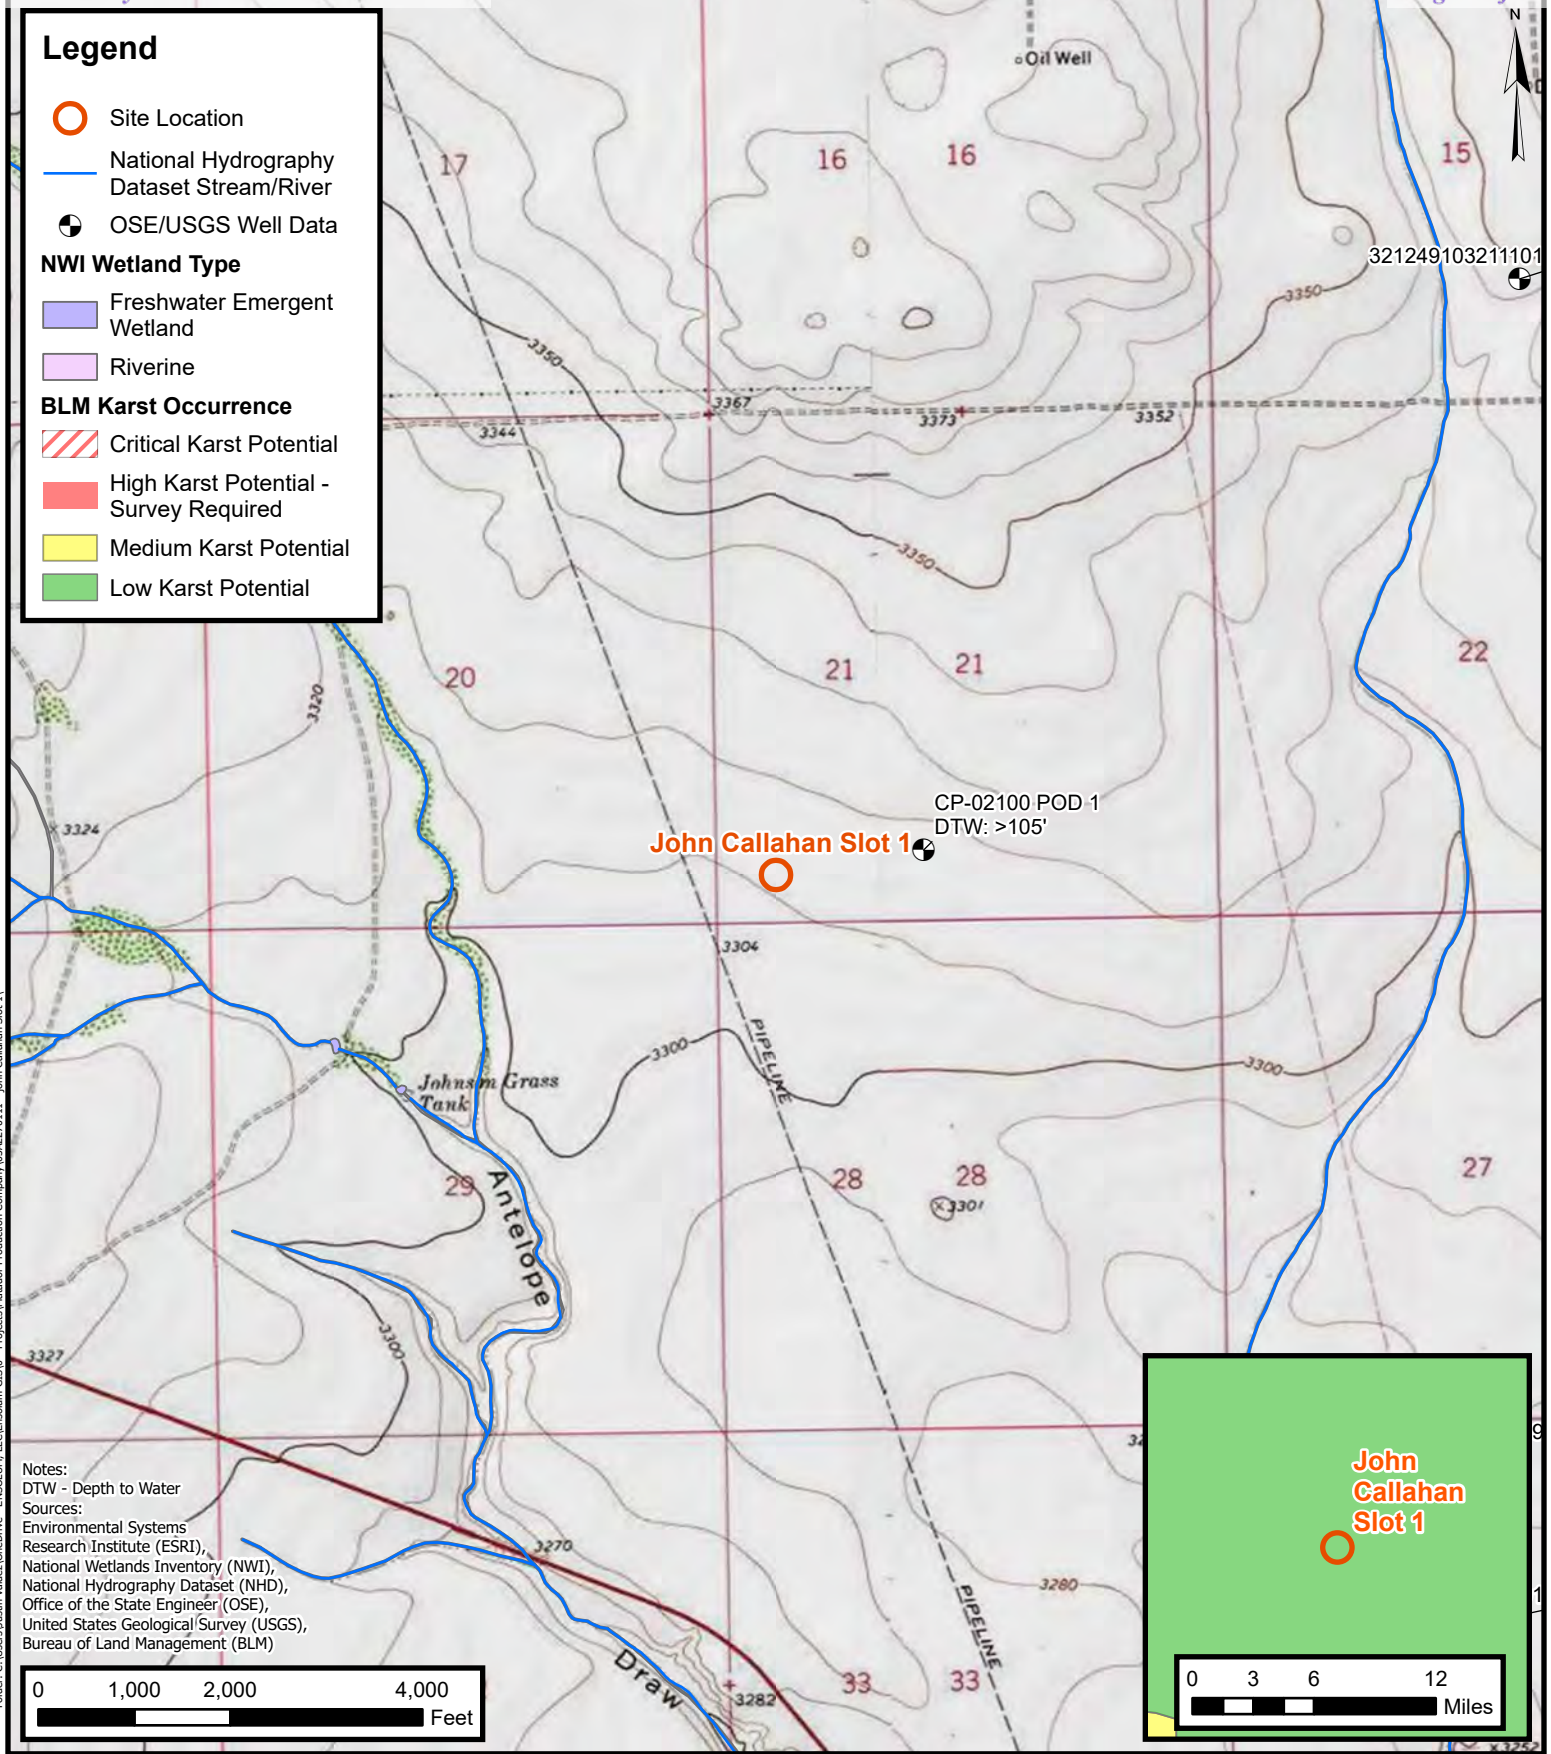 Legend
Site Location
National Hydrography
Dataset Stream/River
OSE/USGS Well Data
NWI Wetland Type
Freshwater Emergent
Wetland
Riverine
BLM Karst Occurrence
Critical Karst Potential
High Karst Potential -
Survey Required
Medium Karst Potential
Low Karst Potential
N
Oil Well
17
16
16
15
321249103211101
3350
3350
3367
3344
3373
3352
3350
20
21
21
22
3320
3324
CP-02100 POD 1
DTW: >105'
John Callahan Slot 1
3304
PIPELINE
3300
3300
Johnson Grass
Tank
29
28
28
27
3301
Antelope
3300
3327
3270
3280
PIPELINE
Draw
33
33
3282
3252
Notes:
DTW - Depth to Water
Sources:
Environmental Systems
Research Institute (ESRI),
National Wetlands Inventory (NWI),
National Hydrography Dataset (NHD),
Office of the State Engineer (OSE),
United States Geological Survey (USGS),
Bureau of Land Management (BLM)
0 1,000 2,000 4,000
Feet
John
Callahan
Slot 1
0 3 6 12
Miles